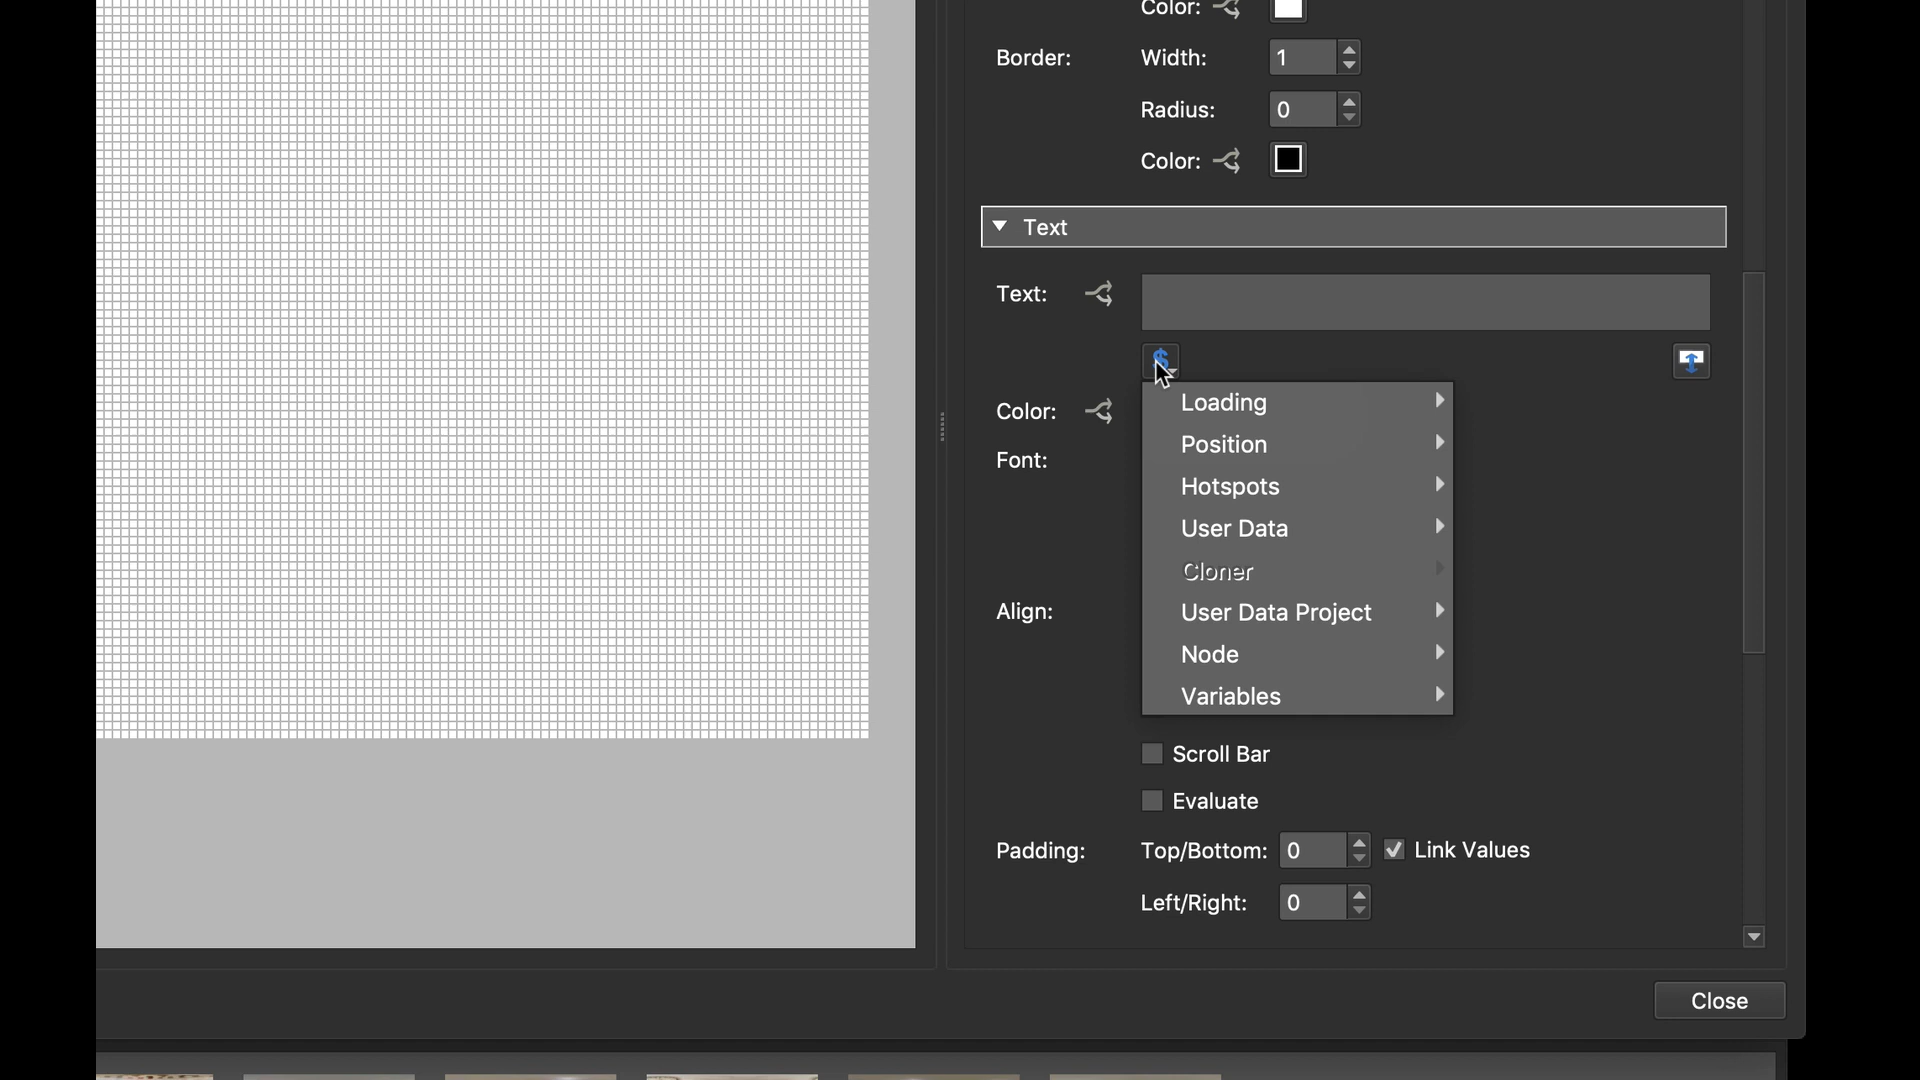 Color:
Border: Width: 1
Radius: 0
Color:
Text
Text:
$
Color:
Font:
Align:
Loading
Position
Hotspots
User Data
Cloner
User Data Project
Node
Variables
Scroll Bar
Evaluate
Padding: Top/Bottom: 0 Link Values
Left/Right: 0
Close